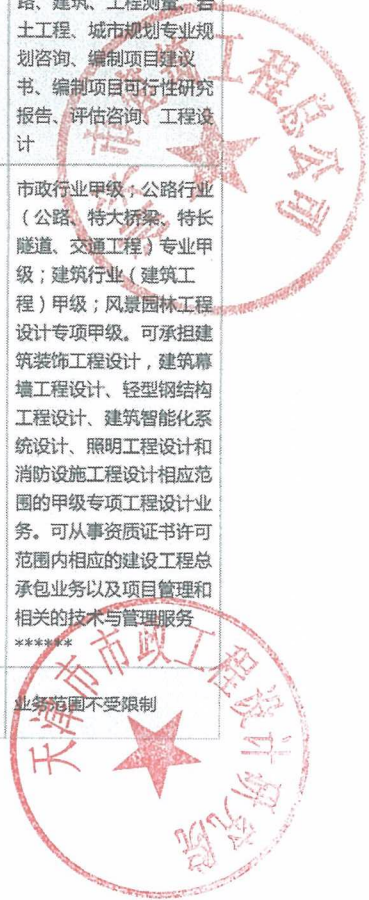 路、建筑、工程测量、岩
土工程、城市规划专业规
划咨询、编制项目建议
书、编制项目可行性研究
报告、评估咨询、工程设
计
市政行业甲级；公路行业
（公路、特大桥梁、特长
隧道、交通工程）专业甲
级；建筑行业（建筑工
程）甲级；风景园林工程
设计专项甲级。可承担建
筑装饰工程设计，建筑幕
墙工程设计、轻型钢结构
工程设计、建筑智能化系
统设计、照明工程设计和
消防设施工程设计相应范
围的甲级专项工程设计业
务。可从事资质证书许可
范围内相应的建设工程总
承包业务以及项目管理和
相关的技术与管理服务
******
业务范围不受限制
工程总公司
天津市市政工程设计研究院